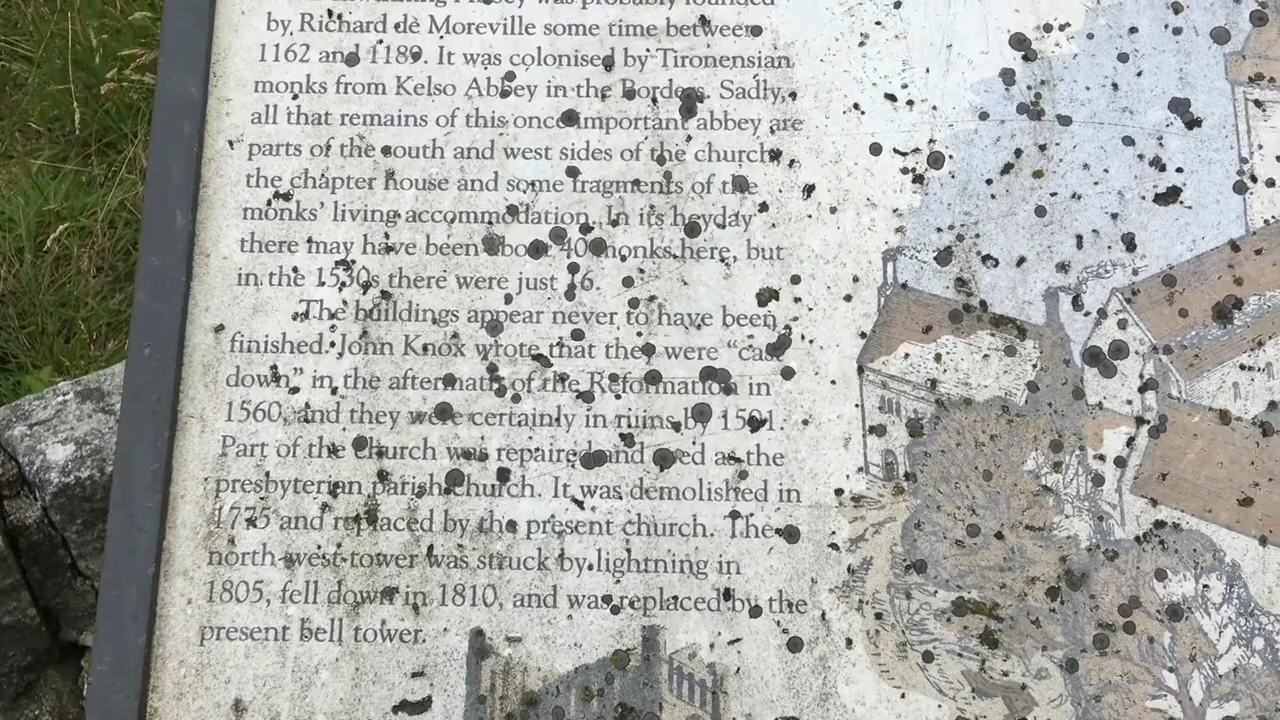 Abbey was probably founded
by Richard de Moreville some time between
1162 and 1189. It was colonised by Tironensian
monks from Kelso Abbey in the Borders. Sadly,
all that remains of this once important abbey are
parts of the south and west sides of the church,
the chapter house and some fragments of the
monks’ living accommodation. In its heyday
there may have been about 40 monks here, but
in the 1530s there were just 16.
The buildings appear never to have been
finished. John Knox wrote that they were “cast
down” in the aftermath of the Reformation in
1560, and they were certainly in ruins by 1591.
Part of the church was repaired and used as the
presbyterian parish church. It was demolished in
1775 and replaced by the present church. The
north-west tower was struck by lightning in
1805, fell down in 1810, and was replaced by the
present bell tower.